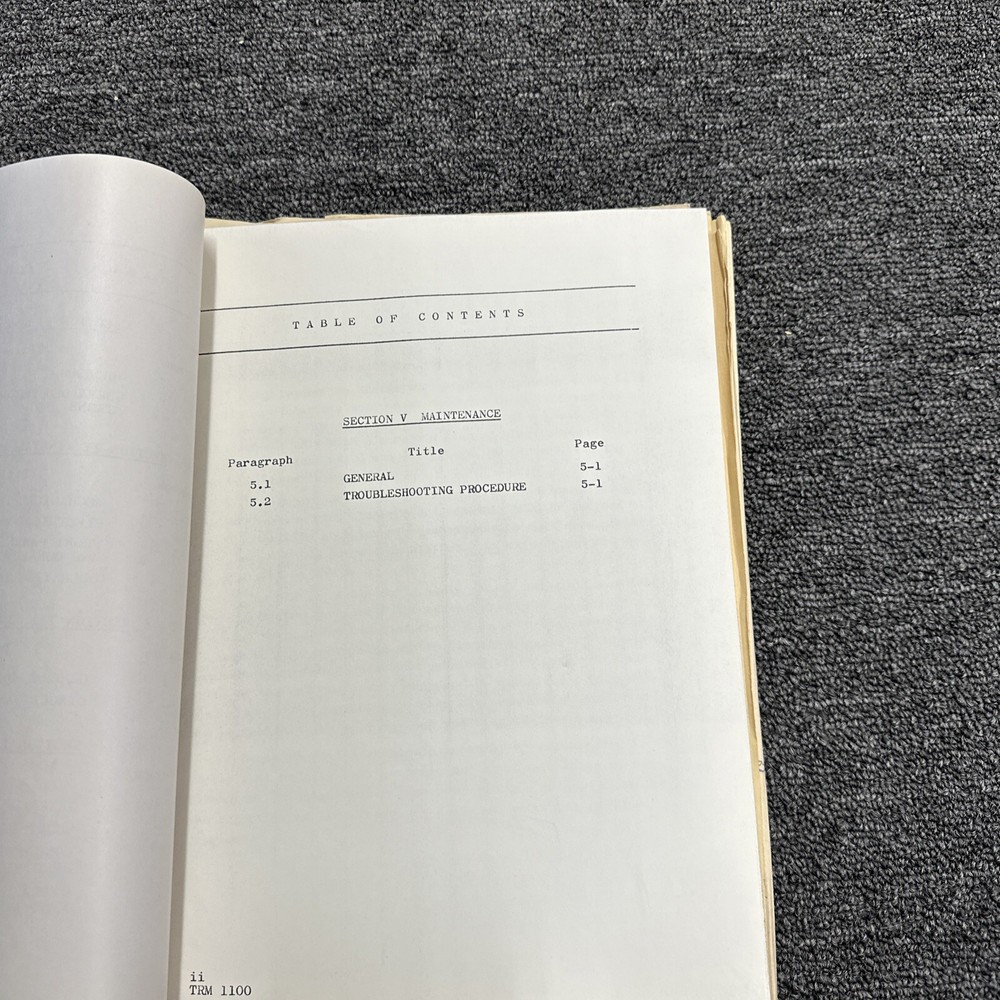 TABLE OF CONTENTS
SECTION V MAINTENANCE
Paragraph Title Page
5.1 GENERAL 5-1
5.2 TROUBLESHOOTING PROCEDURE 5-1
ii
TRM 1100